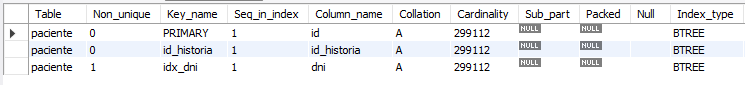 Table Non_unique Key_name Seq_in_index Column_name Collation Cardinality Sub_part Packed Null Index_type
paciente 0 PRIMARY 1 id A 299112 NULL NULL BTREE
paciente 0 id_historia 1 id_historia A 299112 NULL NULL BTREE
paciente 1 idx_dni 1 dni A 299112 NULL NULL BTREE